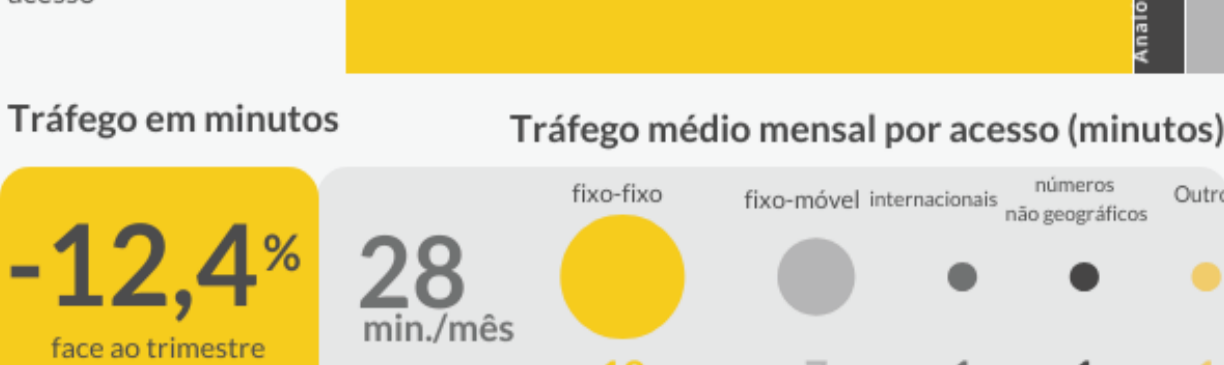 acesso
Tráfego em minutos
Tráfego médio mensal por acesso (minutos)
-12,4%
face ao trimestre
28
min./mês
fixo-fixo
fixo-móvel
internacionais
números
não geográficos